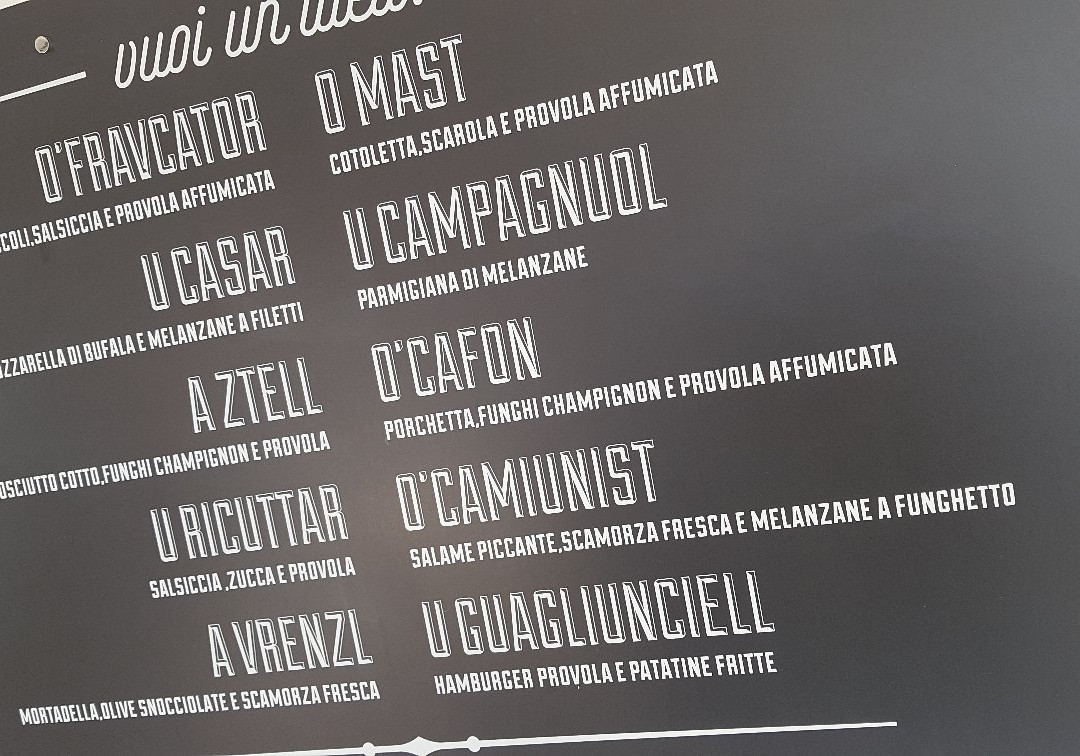 vuoi un
O'FRAVCATOR
SALSICCIA E PROVOLA AFFUMICATA
U CASAR
DI BUFALA E MELANZANE A FILETTI
A ZTELL
COTTO,FUNGHI CHAMPIGNON E PROVOLA
U RICUTTAR
SALSICCIA ,ZUCCA E PROVOLA
A VRENZL
MORTADELLA,OLIVE SNOCCIOLATE E SCAMORZA FRESCA
O MAST
COTOLETTA,SCAROLA E PROVOLA AFFUMICATA
U CAMPAGNUOL
PARMIGIANA DI MELANZANE
O'CAFON
PORCHETTA,FUNGHI CHAMPIGNON E PROVOLA AFFUMICATA
O'CAMIUNIST
SALAME PICCANTE,SCAMORZA FRESCA E MELANZANE A FUNGHETTO
U GUAGLIUNCIELL
HAMBURGER PROVOLA E PATATINE FRITTE